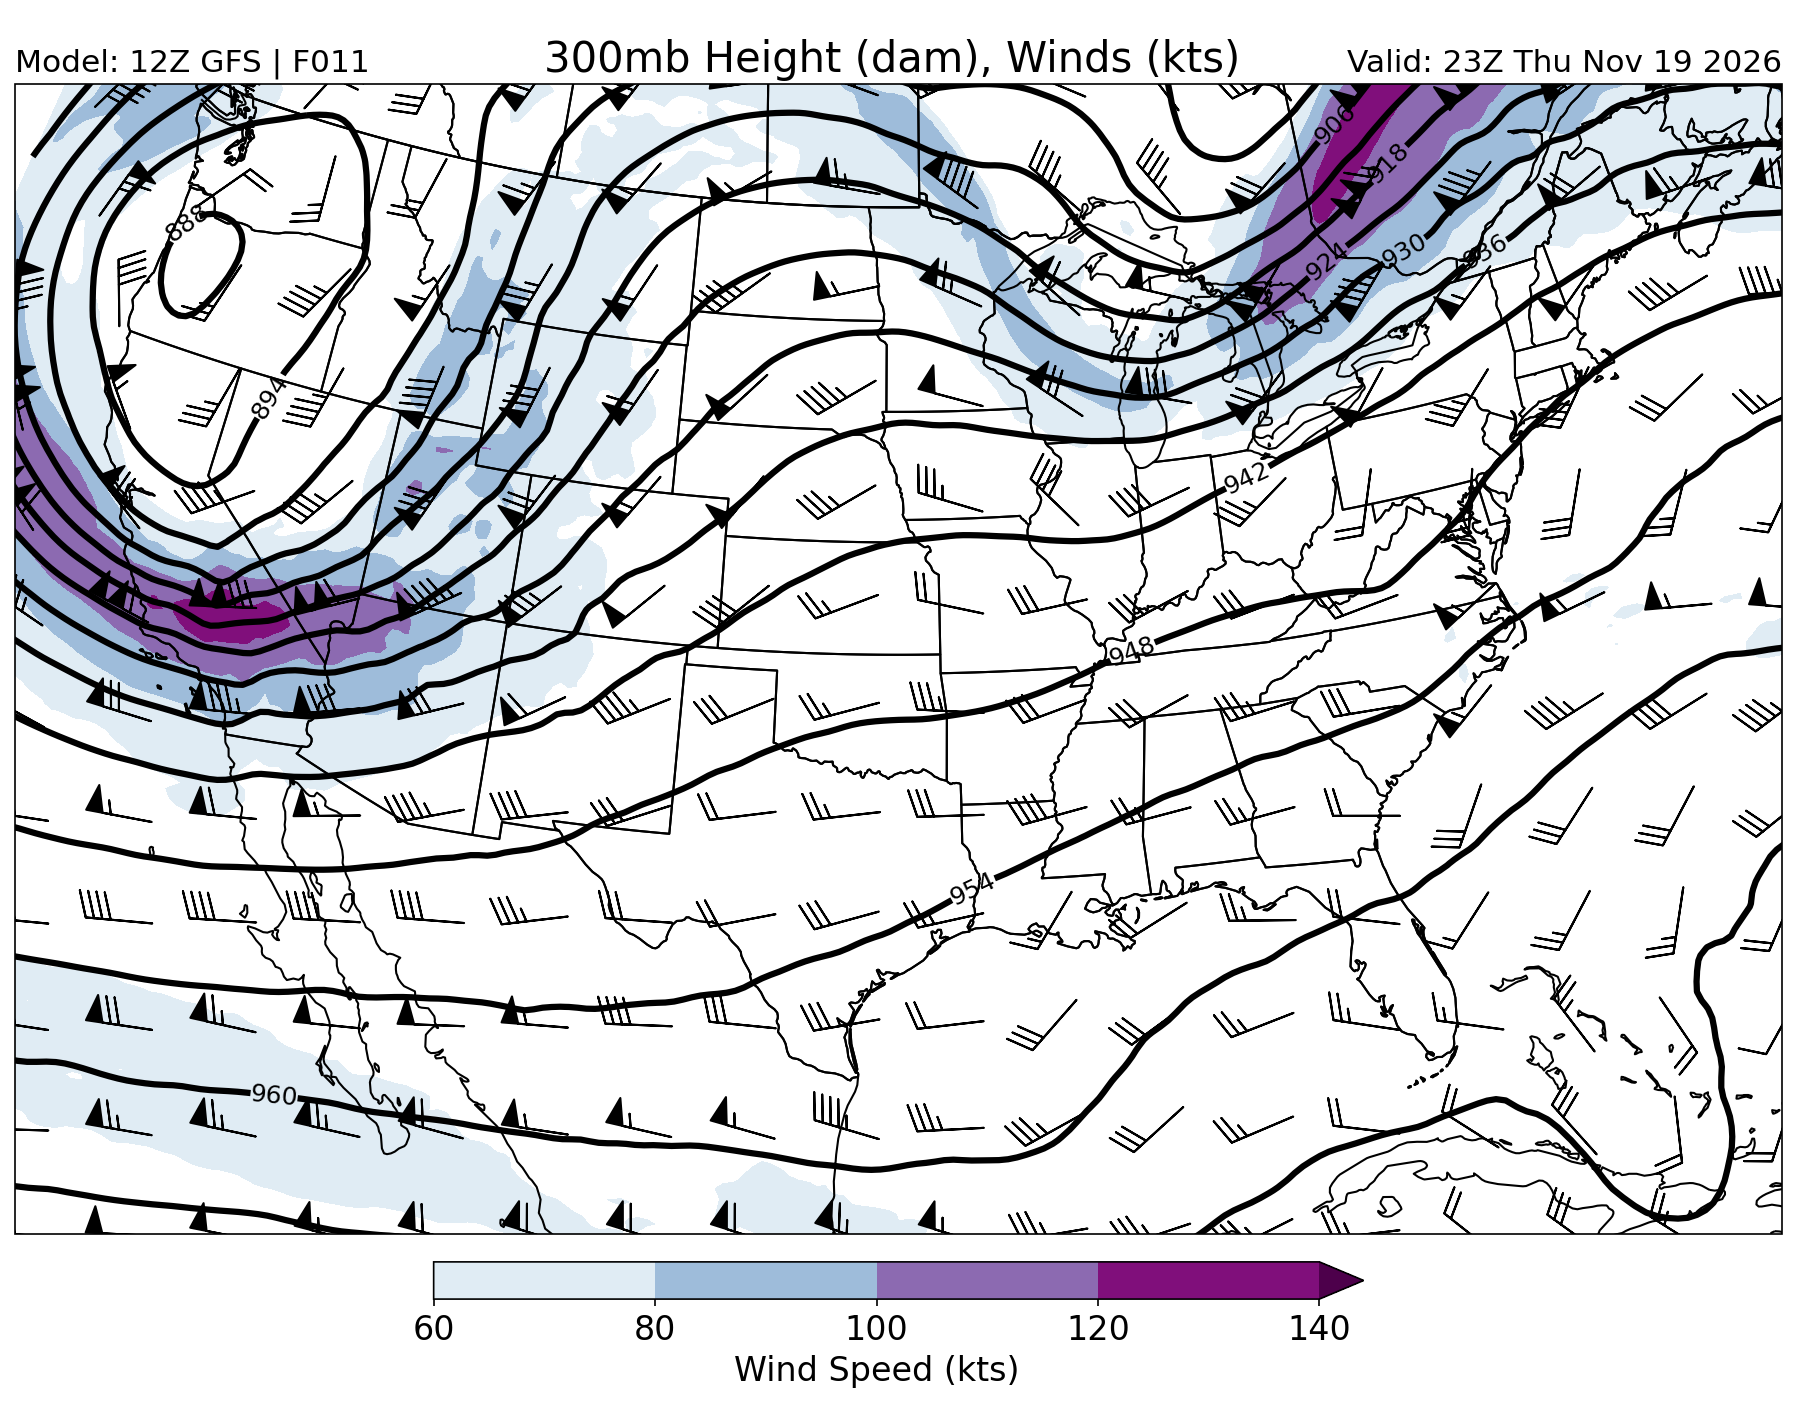 Model: 12Z GFS | F011
300mb Height (dam), Winds (kts)
Valid: 23Z Thu Nov 19 2026
906
918
888
924
930
936
894
942
948
954
960
60 80 100 120 140
Wind Speed (kts)